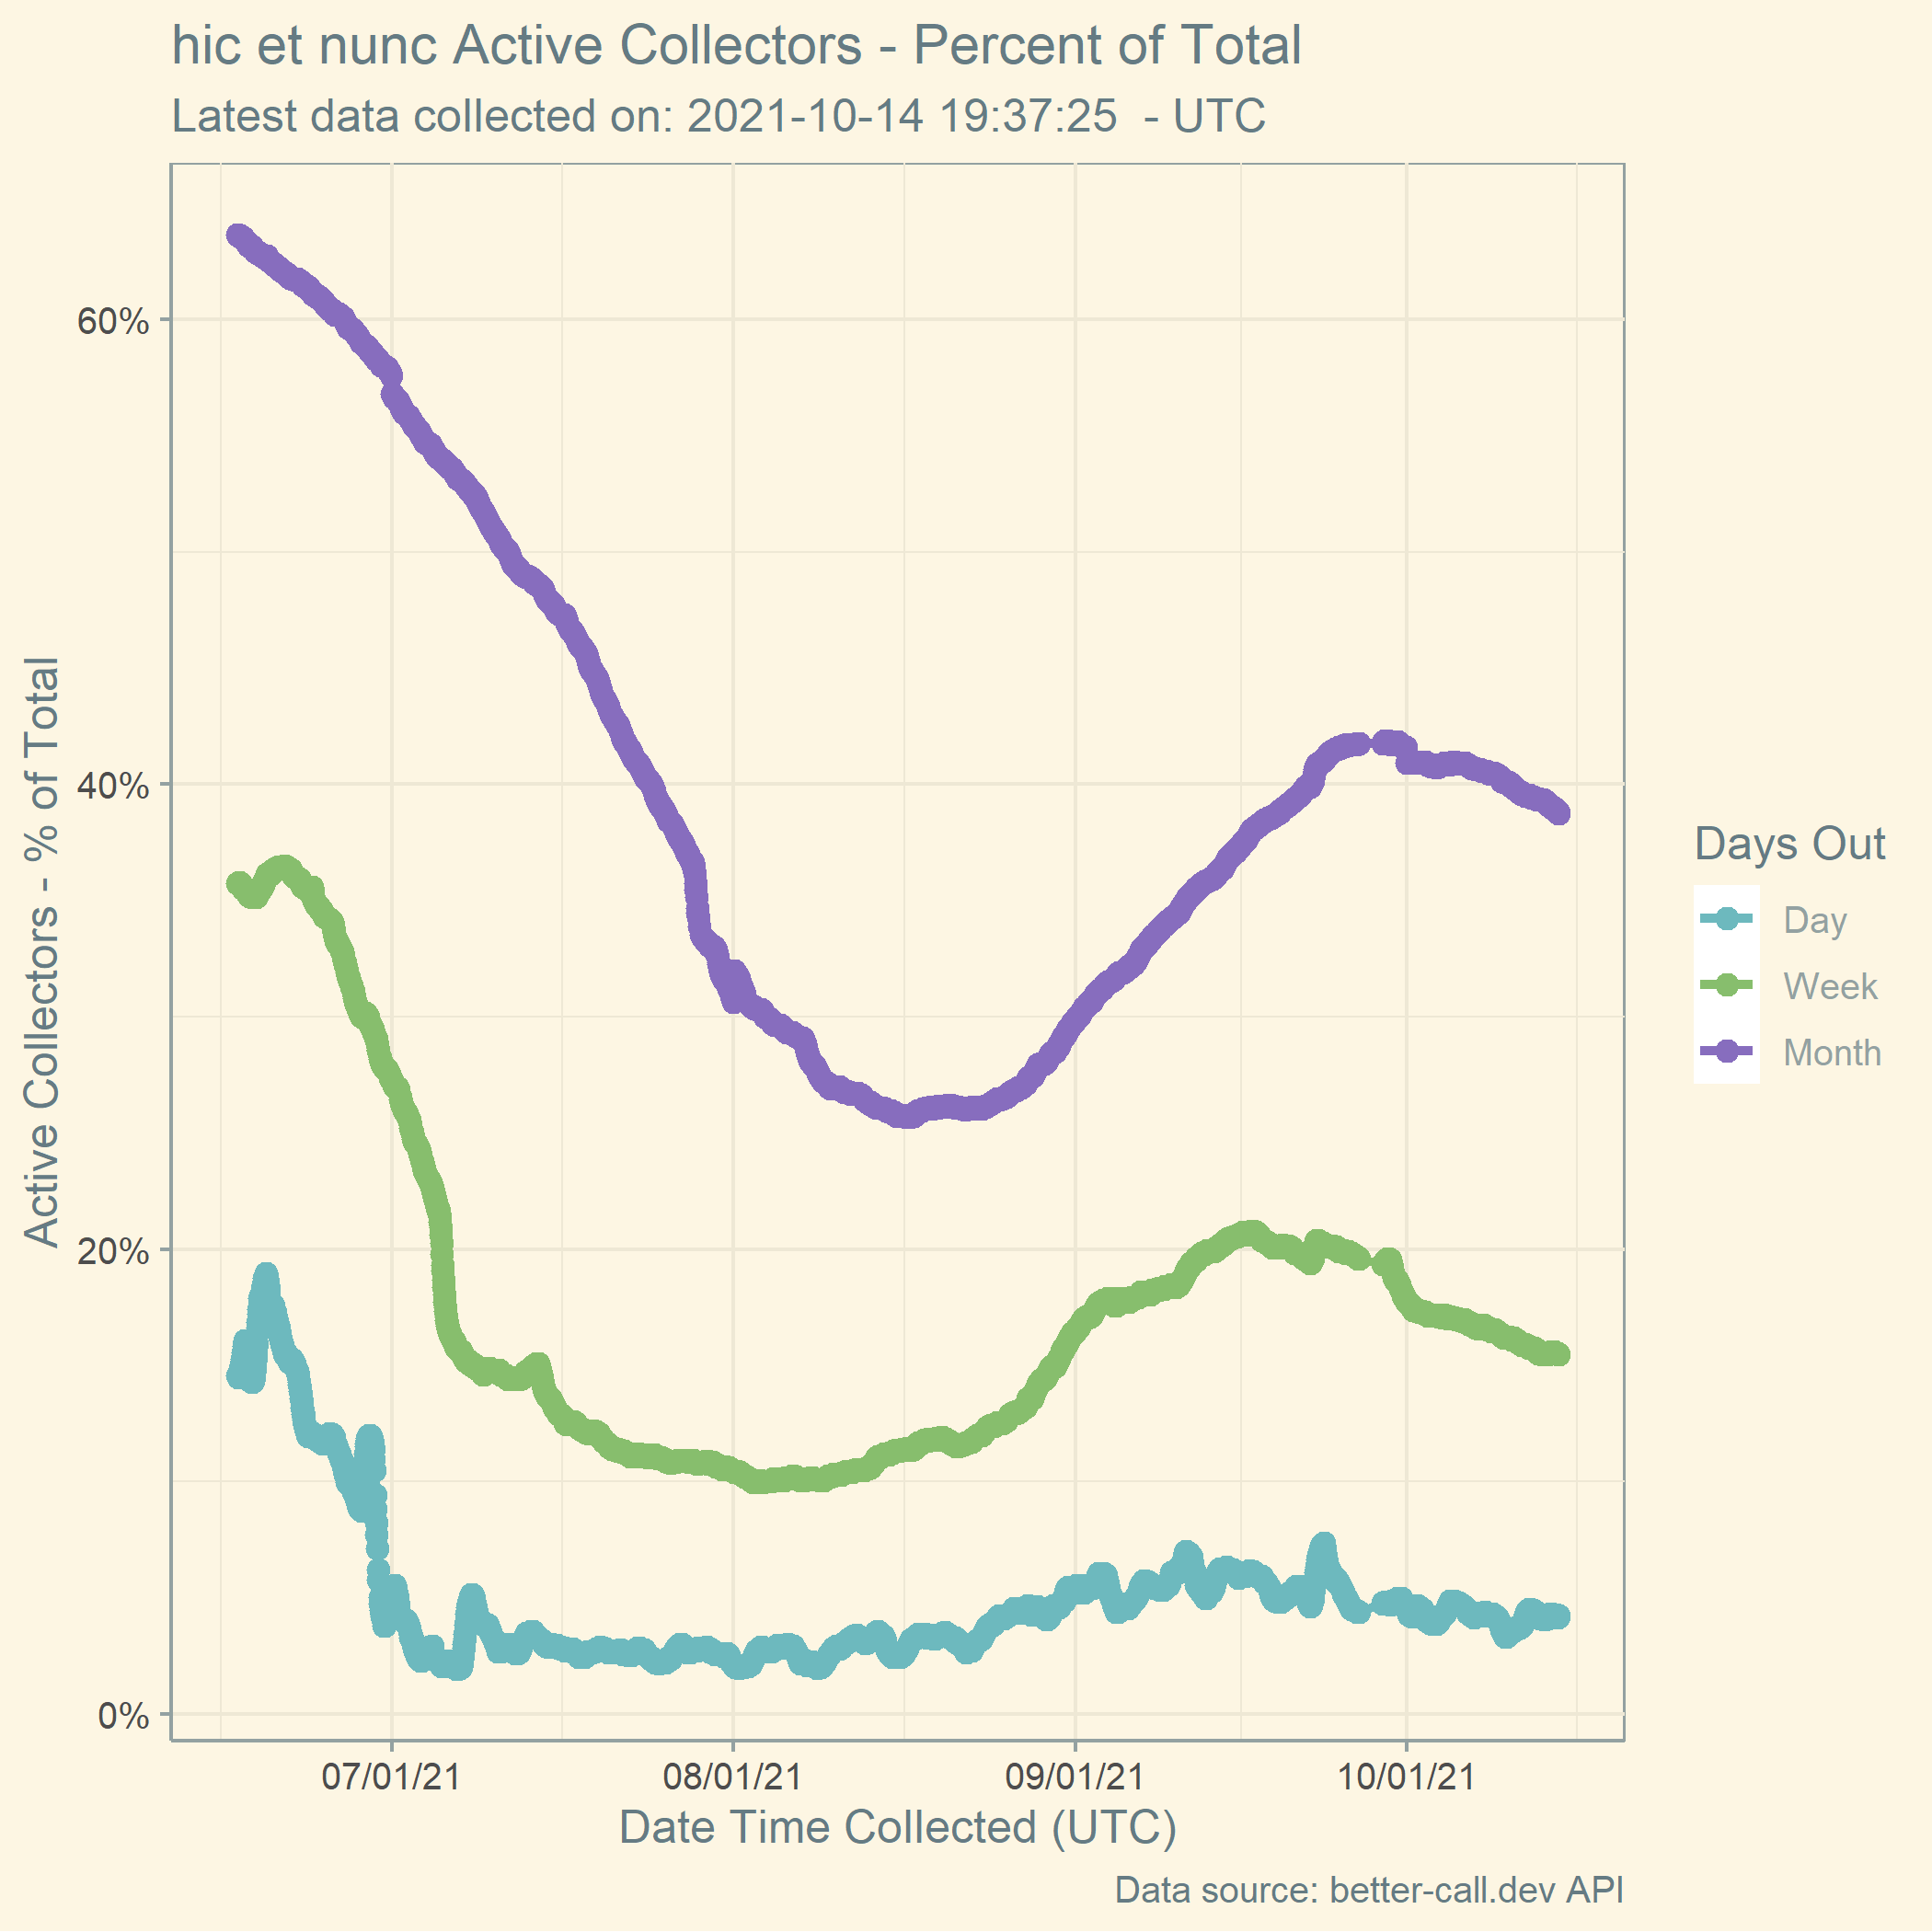 hic et nunc Active Collectors - Percent of Total
Latest data collected on: 2021-10-14 19:37:25  - UTC
Active Collectors - % of Total
60%
40%
20%
0%
07/01/21
08/01/21
09/01/21
10/01/21
Date Time Collected (UTC)
Days Out
Day
Week
Month
Data source: better-call.dev API